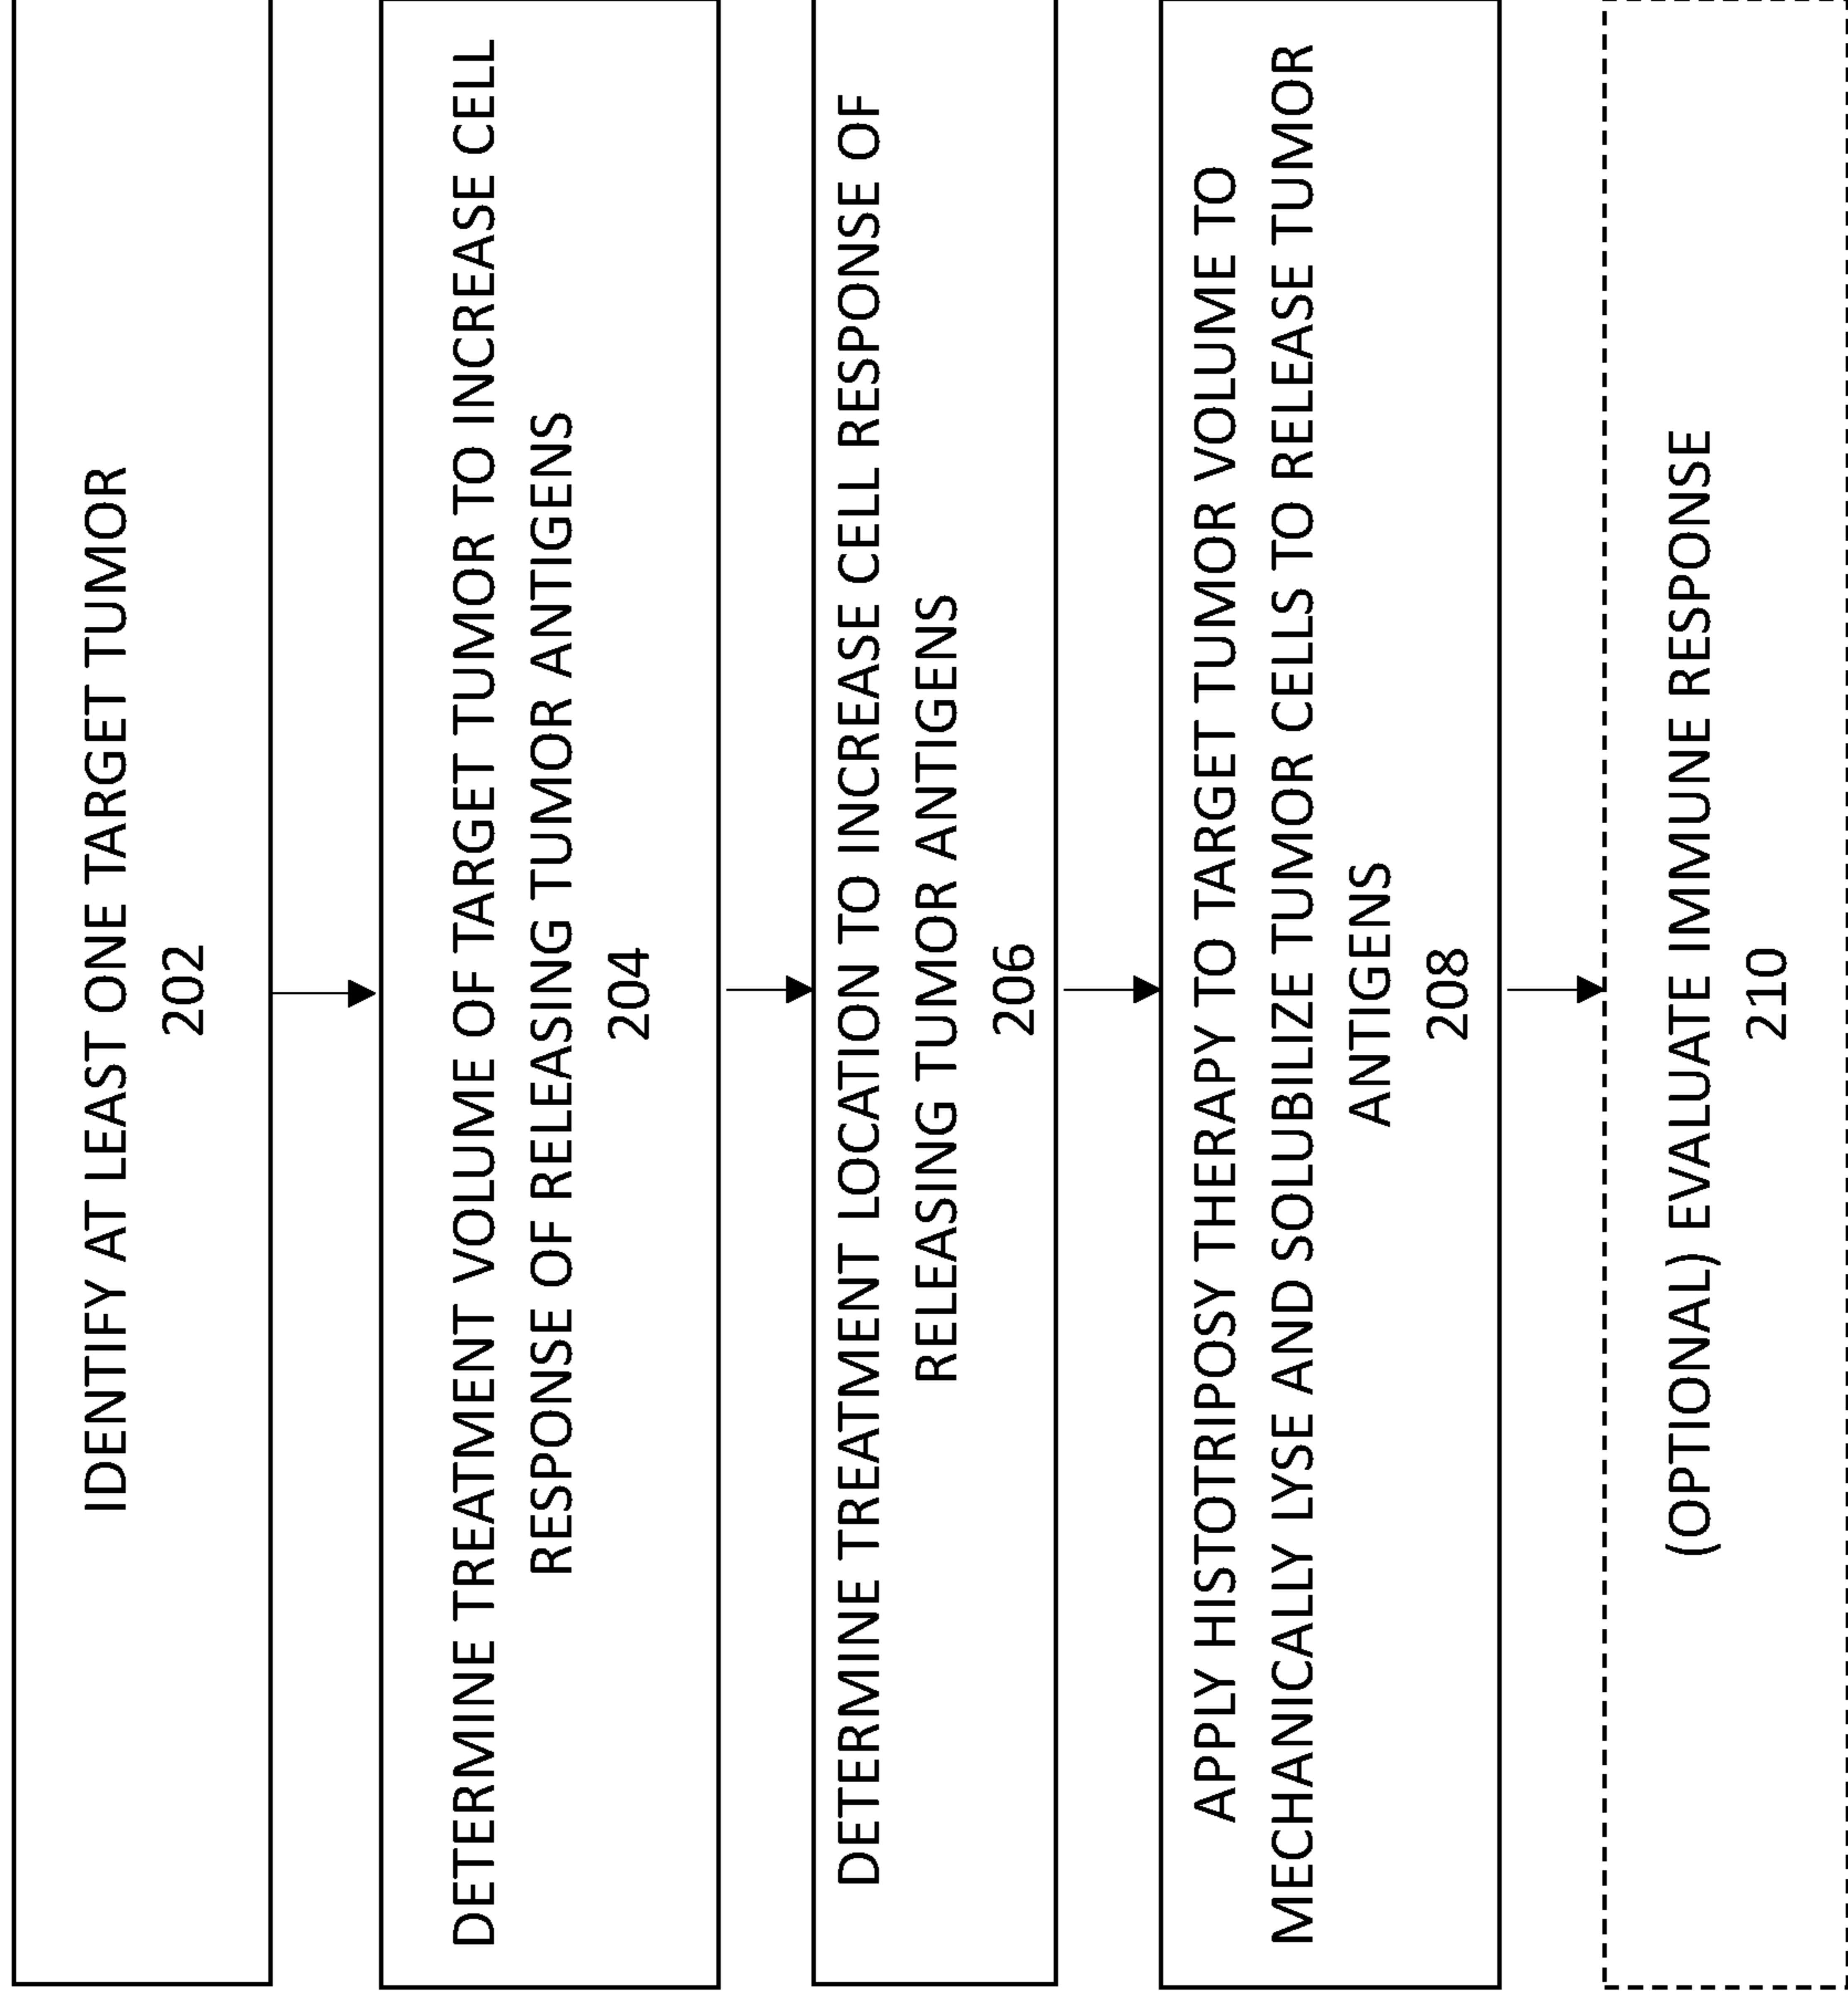 IDENTIFY AT LEAST ONE TARGET TUMOR
202
DETERMINE TREATMENT VOLUME OF TARGET TUMOR TO INCREASE CELL
RESPONSE OF RELEASING TUMOR ANTIGENS
204
DETERMINE TREATMENT LOCATION TO INCREASE CELL RESPONSE OF
RELEASING TUMOR ANTIGENS
206
APPLY HISTOTRIPOSY THERAPY TO TARGET TUMOR VOLUME TO
MECHANICALLY LYSE AND SOLUBILIZE TUMOR CELLS TO RELEASE TUMOR
ANTIGENS
208
(OPTIONAL) EVALUATE IMMUNE RESPONSE
210